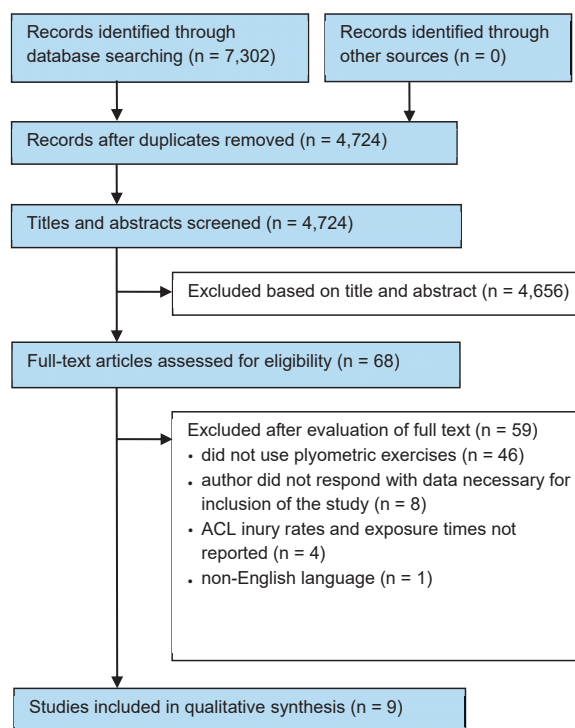 Records identified through
database searching (n = 7,302)
Records identified through
other sources (n = 0)
Records after duplicates removed (n = 4,724)
Titles and abstracts screened (n = 4,724)
Excluded based on title and abstract (n = 4,656)
Full-text articles assessed for eligibility (n = 68)
Excluded after evaluation of full text (n = 59)
• did not use plyometric exercises (n = 46)
• author did not respond with data necessary for
inclusion of the study (n = 8)
• ACL inury rates and exposure times not
reported (n = 4)
• non-English language (n = 1)
Studies included in qualitative synthesis (n = 9)